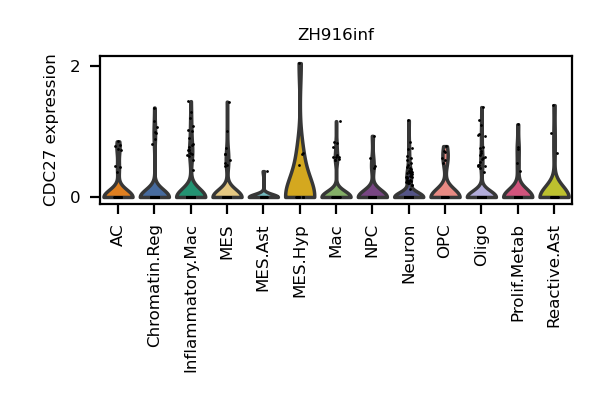 ZH916inf
CDC27 expression
2
0
AC
Chromatin.Reg
Inflammatory.Mac
MES
MES.Ast
MES.Hyp
Mac
NPC
Neuron
OPC
Oligo
Prolif.Metab
Reactive.Ast